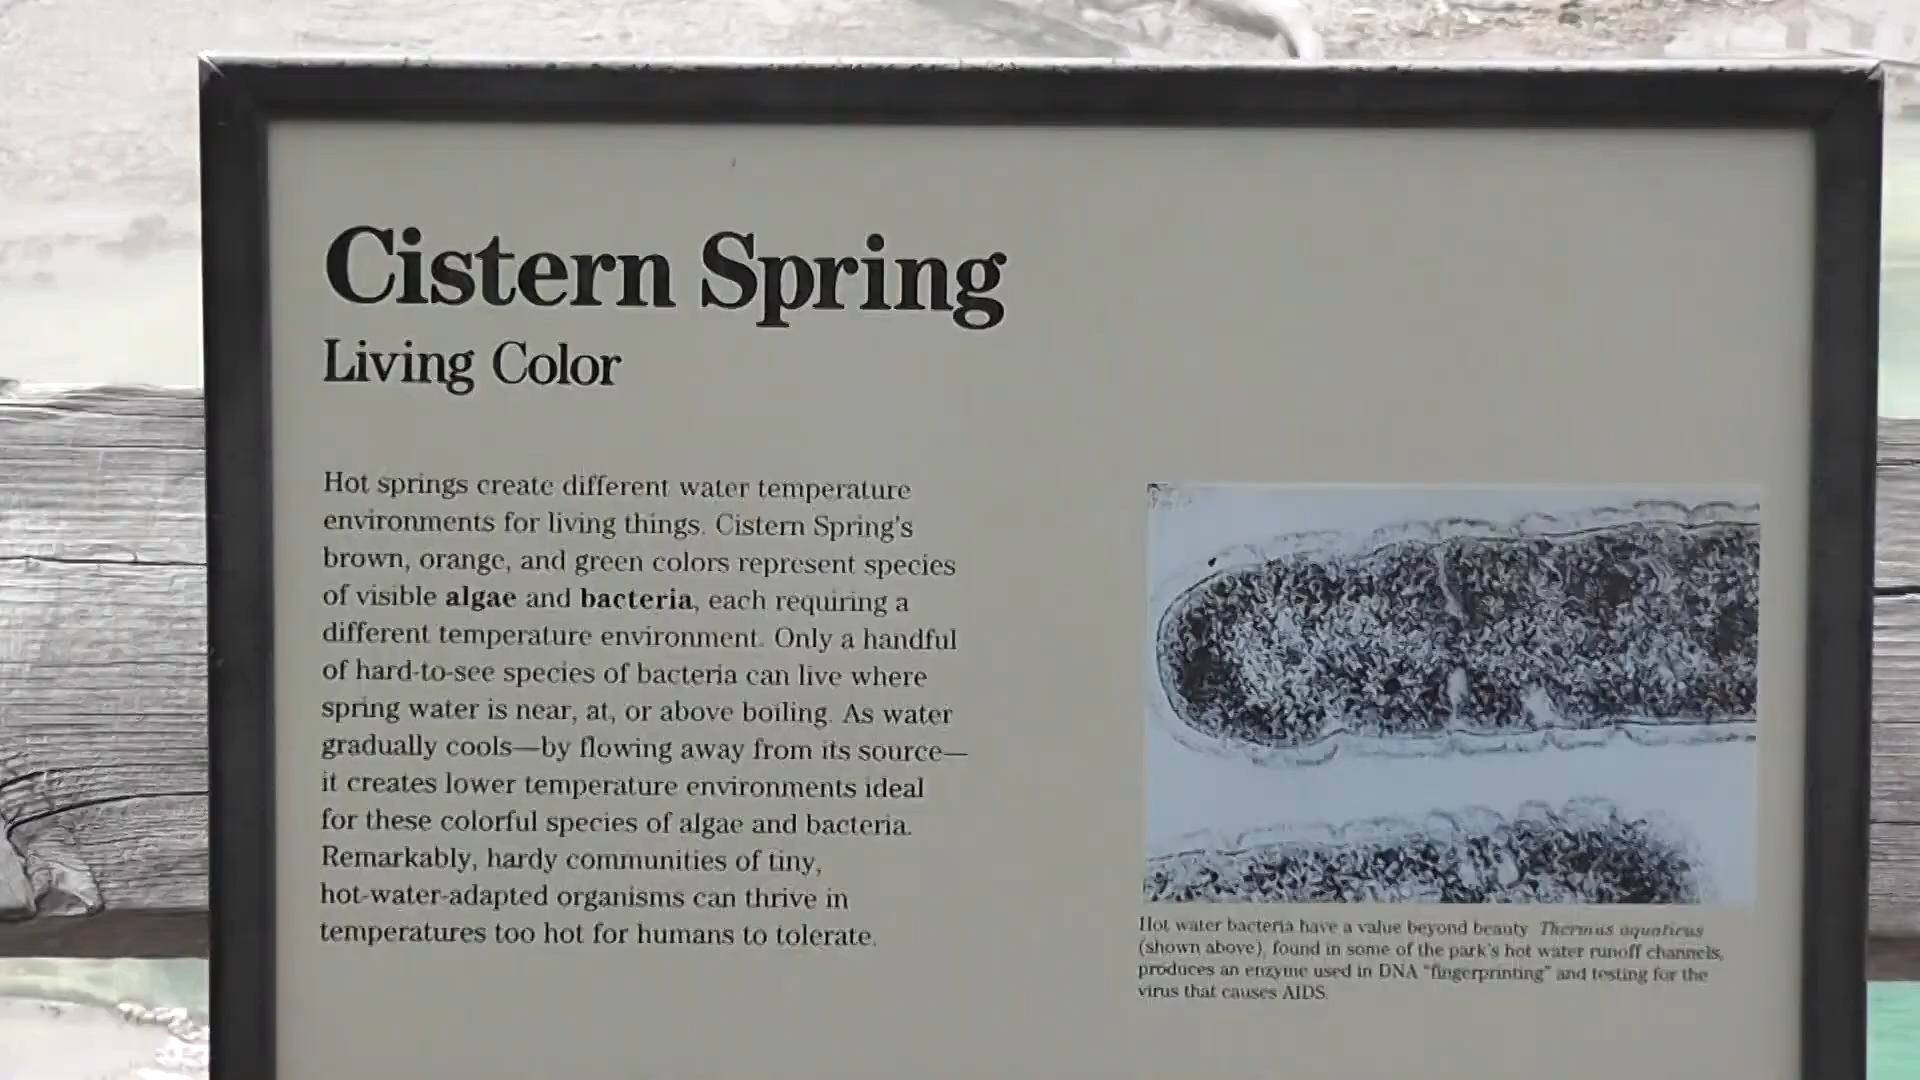 Cistern Spring
Living Color
Hot springs create different water temperature
environments for living things. Cistern Spring's
brown, orange, and green colors represent species
of visible algae and bacteria, each requiring a
different temperature environment. Only a handful
of hard-to-see species of bacteria can live where
spring water is near, at, or above boiling. As water
gradually cools—by flowing away from its source—
it creates lower temperature environments ideal
for these colorful species of algae and bacteria.
Remarkably, hardy communities of tiny,
hot-water-adapted organisms can thrive in
temperatures too hot for humans to tolerate.
Hot water bacteria have a value beyond beauty. Thermus aquaticus
(shown above), found in some of the park's hot water runoff channels,
produces an enzyme used in DNA "fingerprinting" and testing for the
virus that causes AIDS.